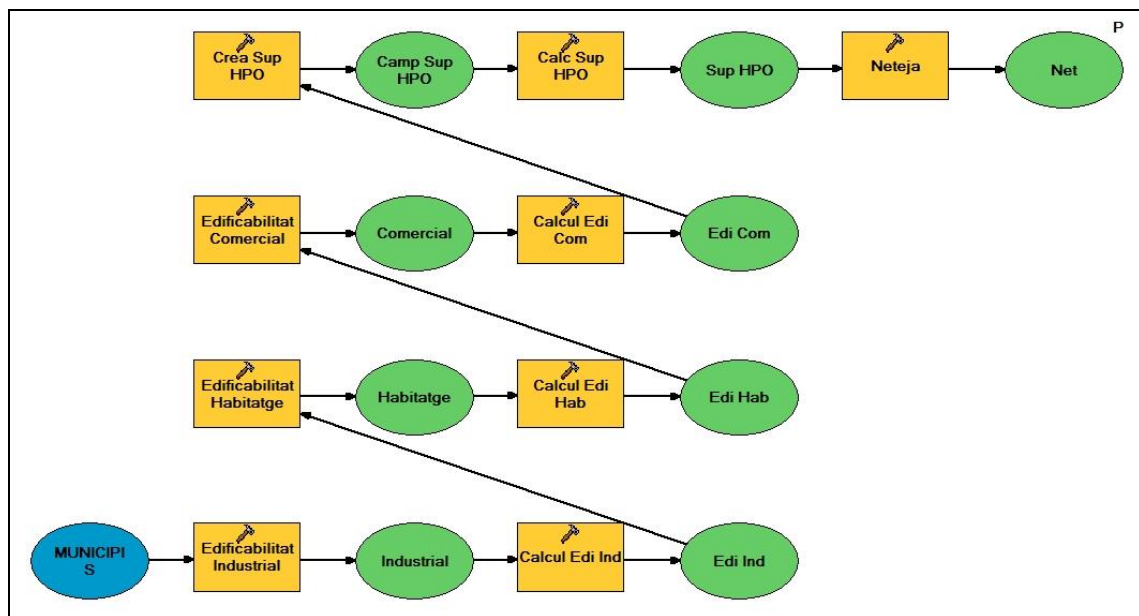 P
Crea Sup
HPO
Camp Sup
HPO
Calc Sup
HPO
Sup HPO
Neteja
Net
Edificabilitat
Comercial
Comercial
Calcul Edi
Com
Edi Com
Edificabilitat
Habitatge
Habitatge
Calcul Edi
Hab
Edi Hab
MUNICIPI
S
Edificabilitat
Industrial
Industrial
Calcul Edi Ind
Edi Ind